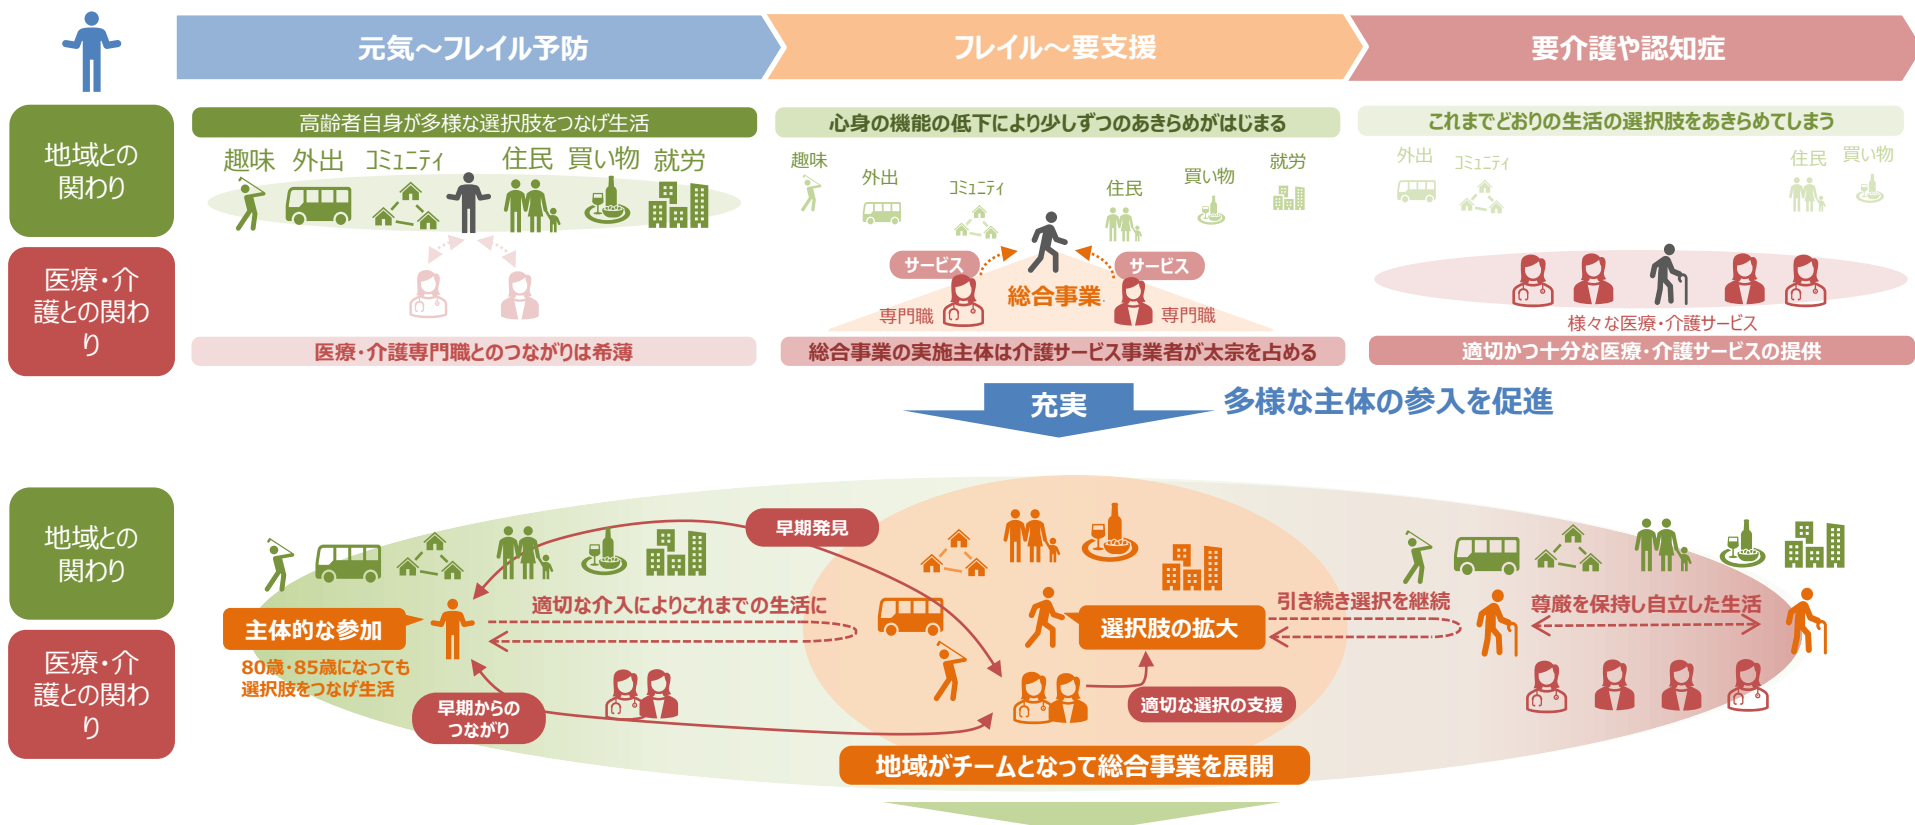 元気～フレイル予防
フレイル～要支援
要介護や認知症
地域との
関わり
高齢者自身が多様な選択肢をつなげ生活
趣味 外出 コミュニティ 住民 買い物 就労
心身の機能の低下により少しずつのあきらめがはじまる
趣味
外出
コミュニティ
住民
買い物
就労
これまでどおりの生活の選択肢をあきらめてしまう
外出
コミュニティ
住民
買い物
医療・介
護との関わ
り
医療・介護専門職とのつながりは希薄
サービス
サービス
総合事業
専門職
専門職
総合事業の実施主体は介護サービス事業者が太宗を占める
様々な医療・介護サービス
適切かつ十分な医療・介護サービスの提供
充実
多様な主体の参入を促進
地域との
関わり
早期発見
適切な介入によりこれまでの生活に
主体的な参加
80歳・85歳になっても
選択肢をつなげ生活
選択肢の拡大
引き続き選択を継続
尊厳を保持し自立した生活
医療・介
護との関わ
り
早期からの
つながり
適切な選択の支援
地域がチームとなって総合事業を展開